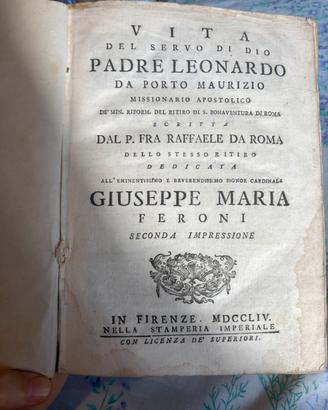 VITA
DEL SERVO DI DIO
PADRE LEONARDO
DA PORTO MAURIZIO
MISSIONARIO APOSTOLICO
DE' MIN. RIFORM. DEL RITIRO DI S. BONAVENTURA DI ROMA
SCRITTA
DAL P. FRA RAFFAELE DA ROMA
DELLO STESSO RITIRO
DEDICATA
ALL' EMINENTISSIMO E REVERENDISSIMO SIGNOR CARDINALE
GIUSEPPE MARIA
FERONI
SECONDA IMPRESSIONE
IN FIRENZE. MDCCLIV.
NELLA STAMPERIA IMPERIALE
CON LICENZA DE' SUPERIORI.